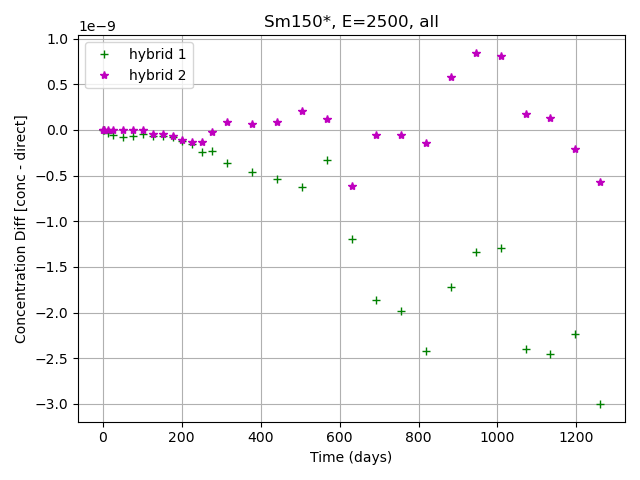 Sm150*, E=2500, all
1e−9
hybrid 1
hybrid 2
1.0
0.5
0.0
−0.5
−1.0
−1.5
−2.0
−2.5
−3.0
Concentration Diff [conc - direct]
0 200 400 600 800 1000 1200
Time (days)